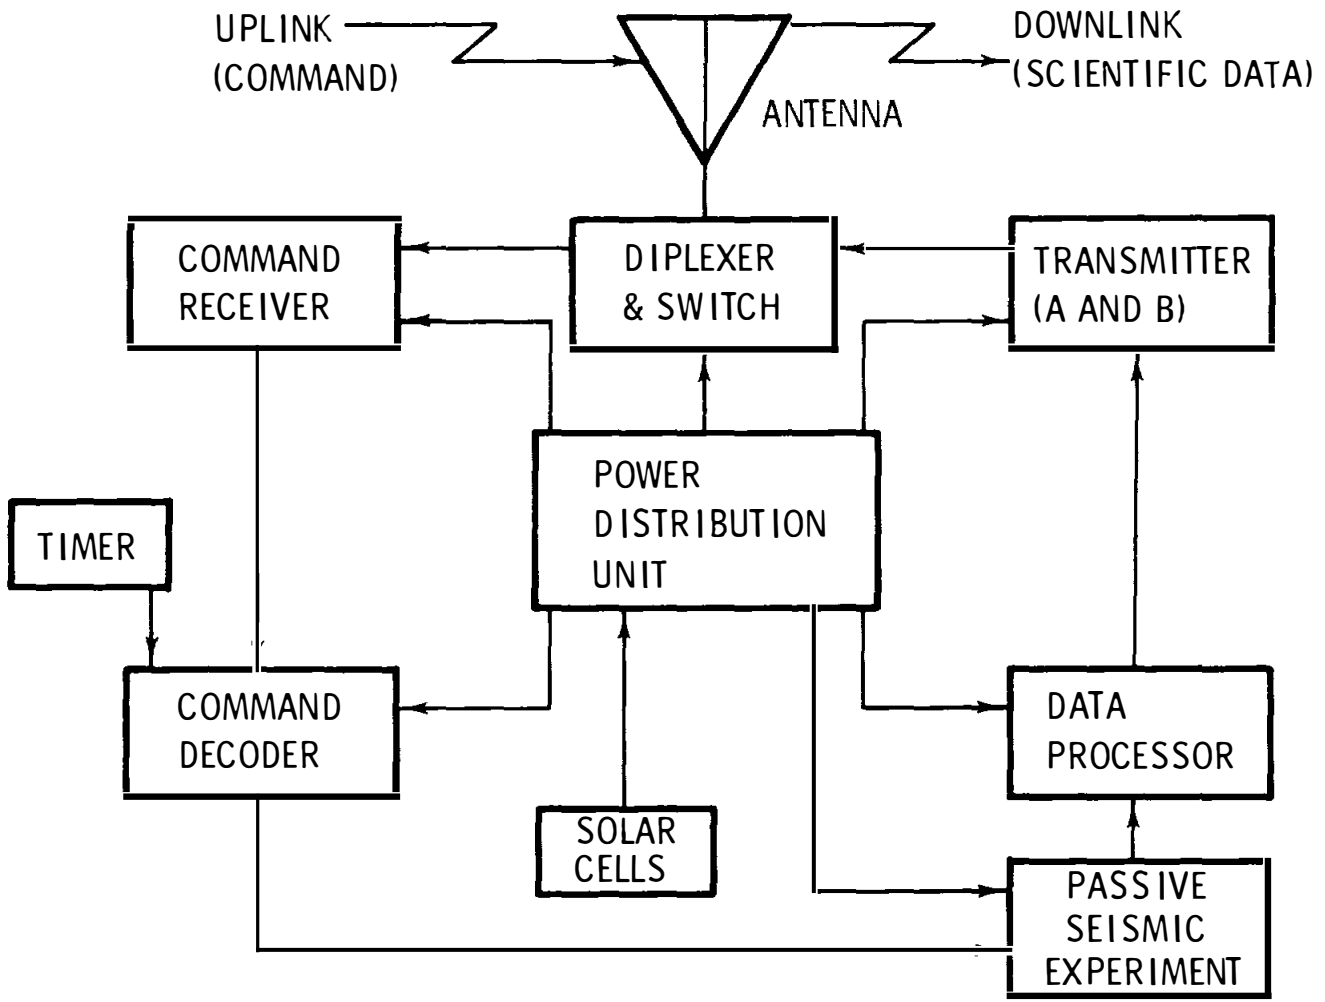 UPLINK
(COMMAND)
DOWNLINK
(SCIENTIFIC DATA)
ANTENNA
COMMAND
RECEIVER
DIPLEXER
& SWITCH
TRANSMITTER
(A AND B)
POWER
DISTRIBUTION
UNIT
TIMER
COMMAND
DECODER
DATA
PROCESSOR
SOLAR
CELLS
PASSIVE
SEISMIC
EXPERIMENT